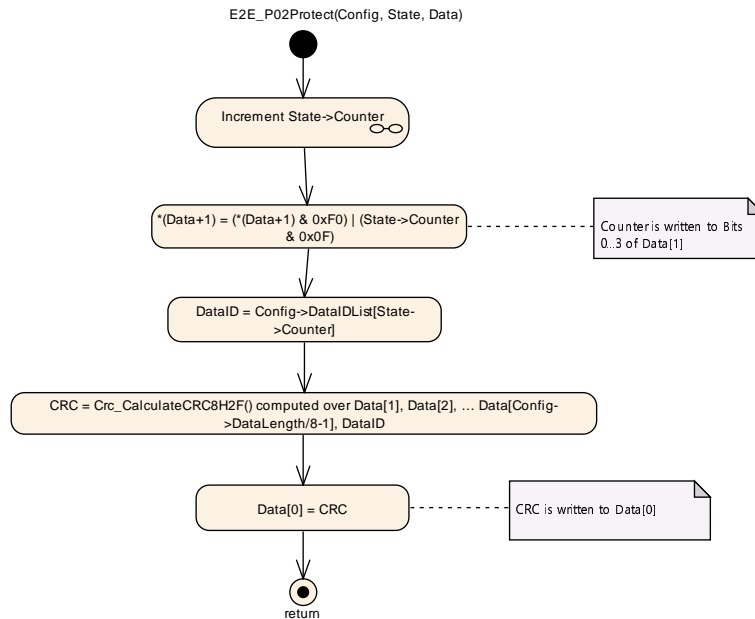 E2E_P02Protect(Config, State, Data)
Increment State->Counter
*(Data+1) = (*(Data+1) & 0xF0) | (State->Counter
& 0x0F)
Counter is written to Bits
0...3 of Data[1]
DataID = Config->DataIDList[State-
>Counter]
CRC = Crc_CalculateCRC8H2F() computed over Data[1], Data[2], ... Data[Config-
>DataLength/8-1], DataID
Data[0] = CRC
CRC is written to Data[0]
return